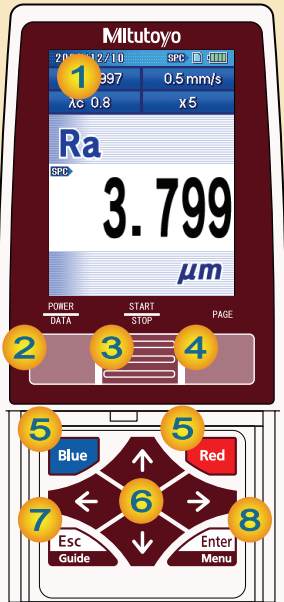 Mitutoyo
12/10 SPC
1 997 0.5 mm/s
λc 0.8 x5
Ra
SPC
3.799
µm
POWER START PAGE
DATA STOP
2 3 4
5 5
Blue Red
6
7 8
Esc Enter
Guide Menu